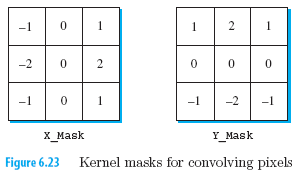 –1 0 1 1 2 1
–2 0 2 0 0 0
–1 0 1 –1 –2 –1
X_Mask Y_Mask
Figure 6.23 Kernel masks for convolving pixels